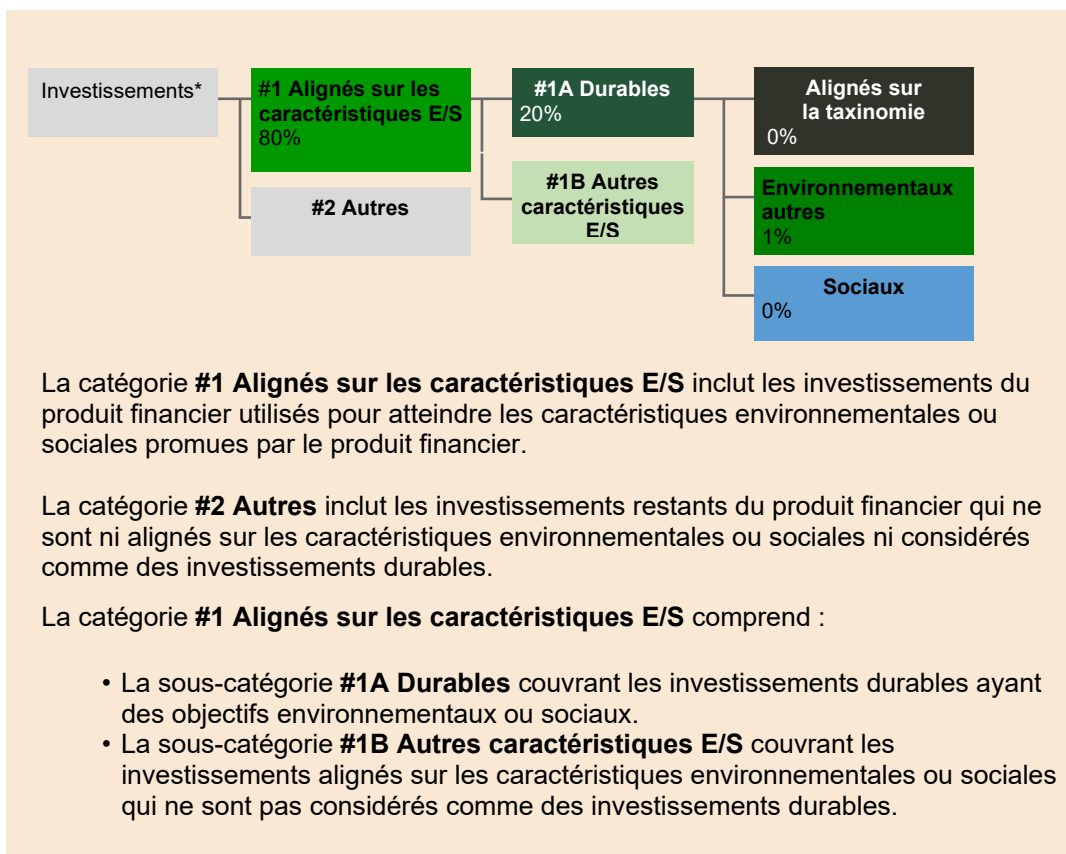 Investissements*
#1 Alignés sur les
caractéristiques E/S
80%
#2 Autres
#1A Durables
20%
#1B Autres
caractéristiques
E/S
Alignés sur
la taxinomie
0%
Environnementaux
autres
1%
Sociaux
0%
La catégorie #1 Alignés sur les caractéristiques E/S inclut les investissements du
produit financier utilisés pour atteindre les caractéristiques environnementales ou
sociales promues par le produit financier.
La catégorie #2 Autres inclut les investissements restants du produit financier qui ne
sont ni alignés sur les caractéristiques environnementales ou sociales ni considérés
comme des investissements durables.
La catégorie #1 Alignés sur les caractéristiques E/S comprend :
• La sous-catégorie #1A Durables couvrant les investissements durables ayant
des objectifs environnementaux ou sociaux.
• La sous-catégorie #1B Autres caractéristiques E/S couvrant les
investissements alignés sur les caractéristiques environnementales ou sociales
qui ne sont pas considérés comme des investissements durables.